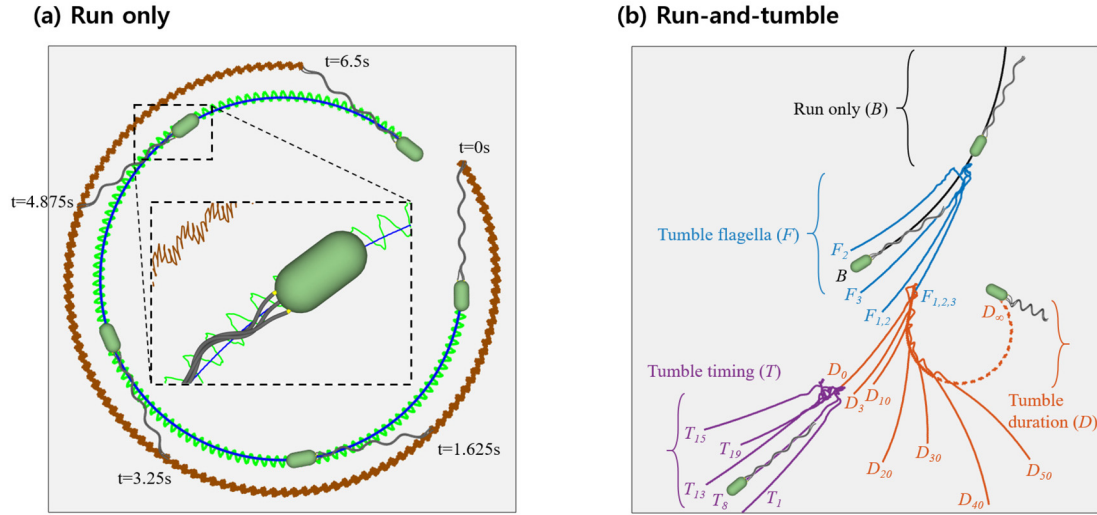 (a) Run only
(b) Run-and-tumble
t=6.5s
t=0s
t=4.875s
t=3.25s
t=1.625s
Run only (B)
Tumble flagella (F)
F2
B
F3
F1,2
F1,2,3
D∞
Tumble timing (T)
D0
D3
D10
Tumble
duration (D)
T15
T19
T13
T8
T1
D20
D30
D40
D50